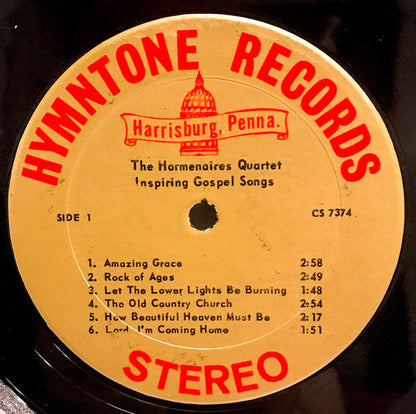 HYMNTONE RECORDS
Harrisburg, Penna.
The Harmenaires Quartet
Inspiring Gospel Songs
SIDE 1
CS 7374
1. Amazing Grace 2:58
2. Rock of Ages 2:49
3. Let The Lower Lights Be Burning 1:48
4. The Old Country Church 2:54
5. How Beautiful Heaven Must Be 2:17
6. Lord, I'm Coming Home 1:51
STEREO